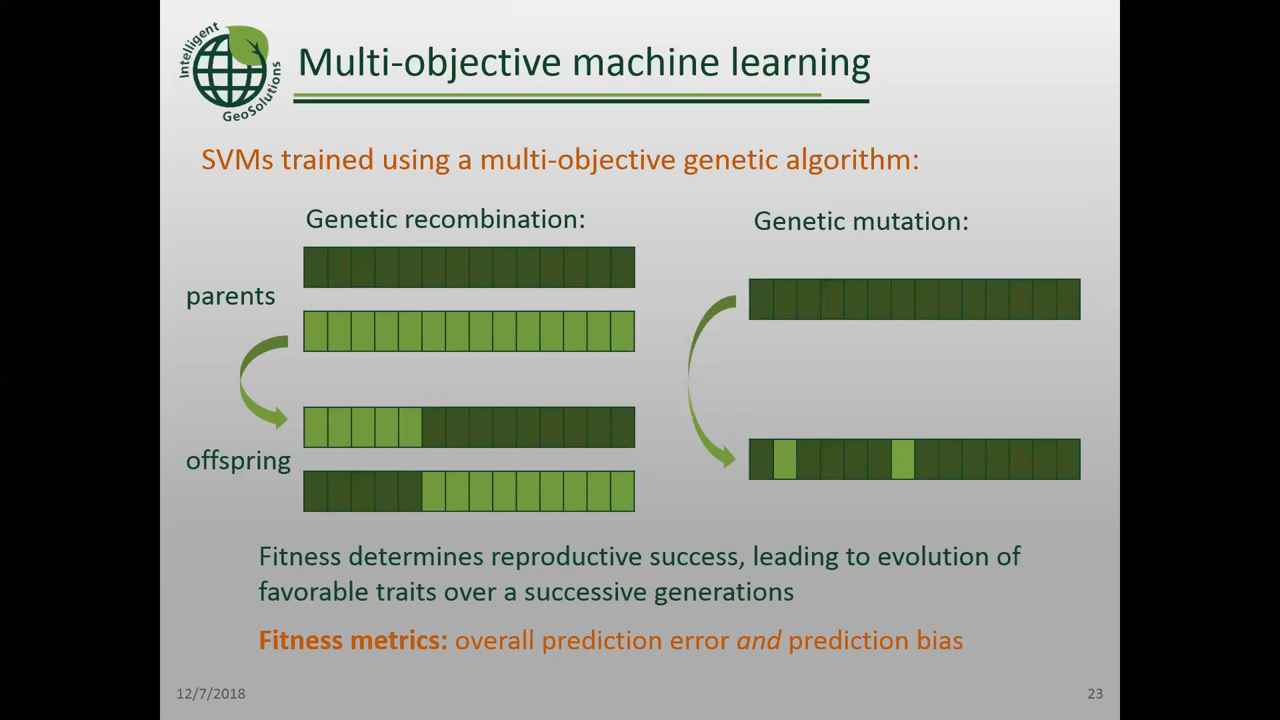 Intelligent
GeoSolutions
Multi-objective machine learning
SVMs trained using a multi-objective genetic algorithm:
Genetic recombination:
Genetic mutation:
parents
offspring
Fitness determines reproductive success, leading to evolution of
favorable traits over a successive generations
Fitness metrics: overall prediction error and prediction bias
12/7/2018
23